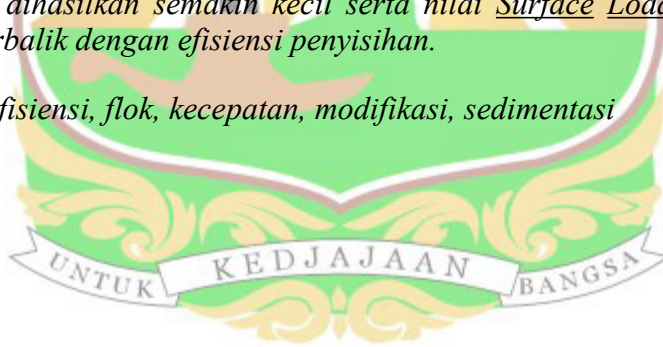 dihasilkan semakin kecil serta nilai Surface Load
rbalik dengan efisiensi penyisihan.
fisiensi, flok, kecepatan, modifikasi, sedimentasi
UNTUK KEDJAJAAN BANGSA